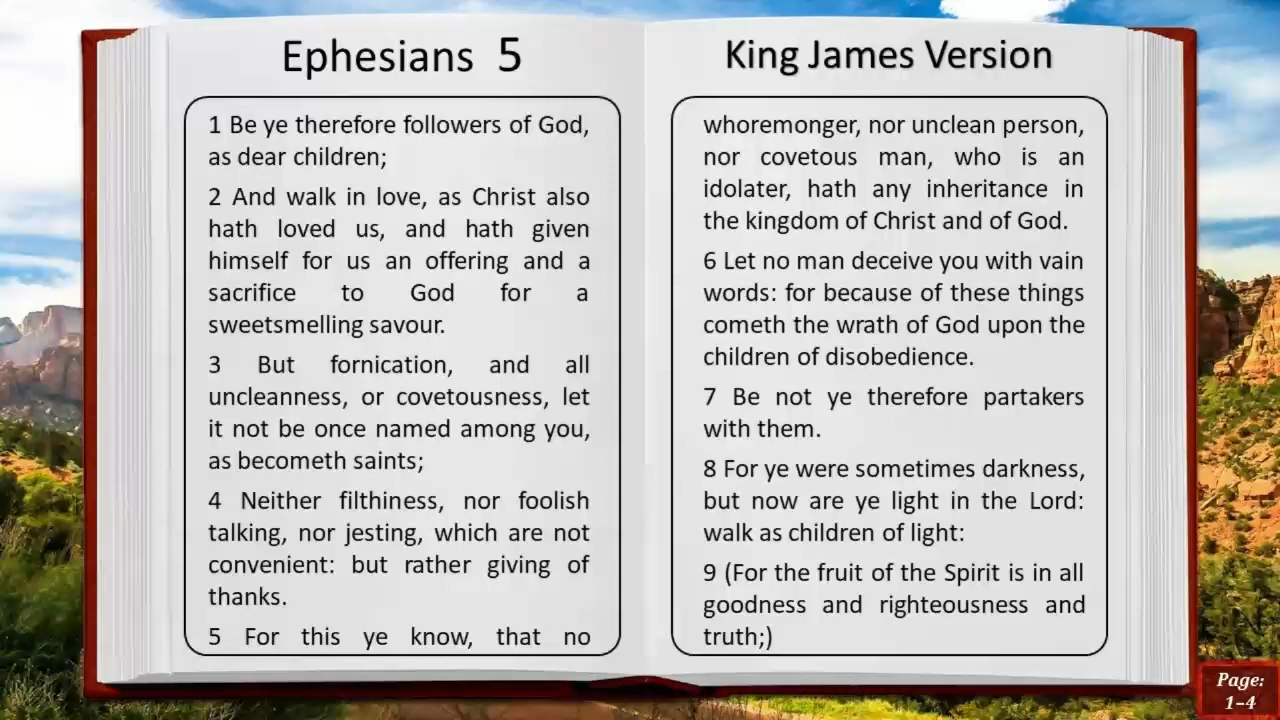 Ephesians 5
1 Be ye therefore followers of God,
as dear children;
2 And walk in love, as Christ also
hath loved us, and hath given
himself for us an offering and a
sacrifice to God for a
sweetsmelling savour.
3 But fornication, and all
uncleanness, or covetousness, let
it not be once named among you,
as becometh saints;
4 Neither filthiness, nor foolish
talking, nor jesting, which are not
convenient: but rather giving of
thanks.
5 For this ye know, that no
King James Version
whoremonger, nor unclean person,
nor covetous man, who is an
idolater, hath any inheritance in
the kingdom of Christ and of God.
6 Let no man deceive you with vain
words: for because of these things
cometh the wrath of God upon the
children of disobedience.
7 Be not ye therefore partakers
with them.
8 For ye were sometimes darkness,
but now are ye light in the Lord:
walk as children of light:
9 (For the fruit of the Spirit is in all
goodness and righteousness and
truth;)
Page:
1-4